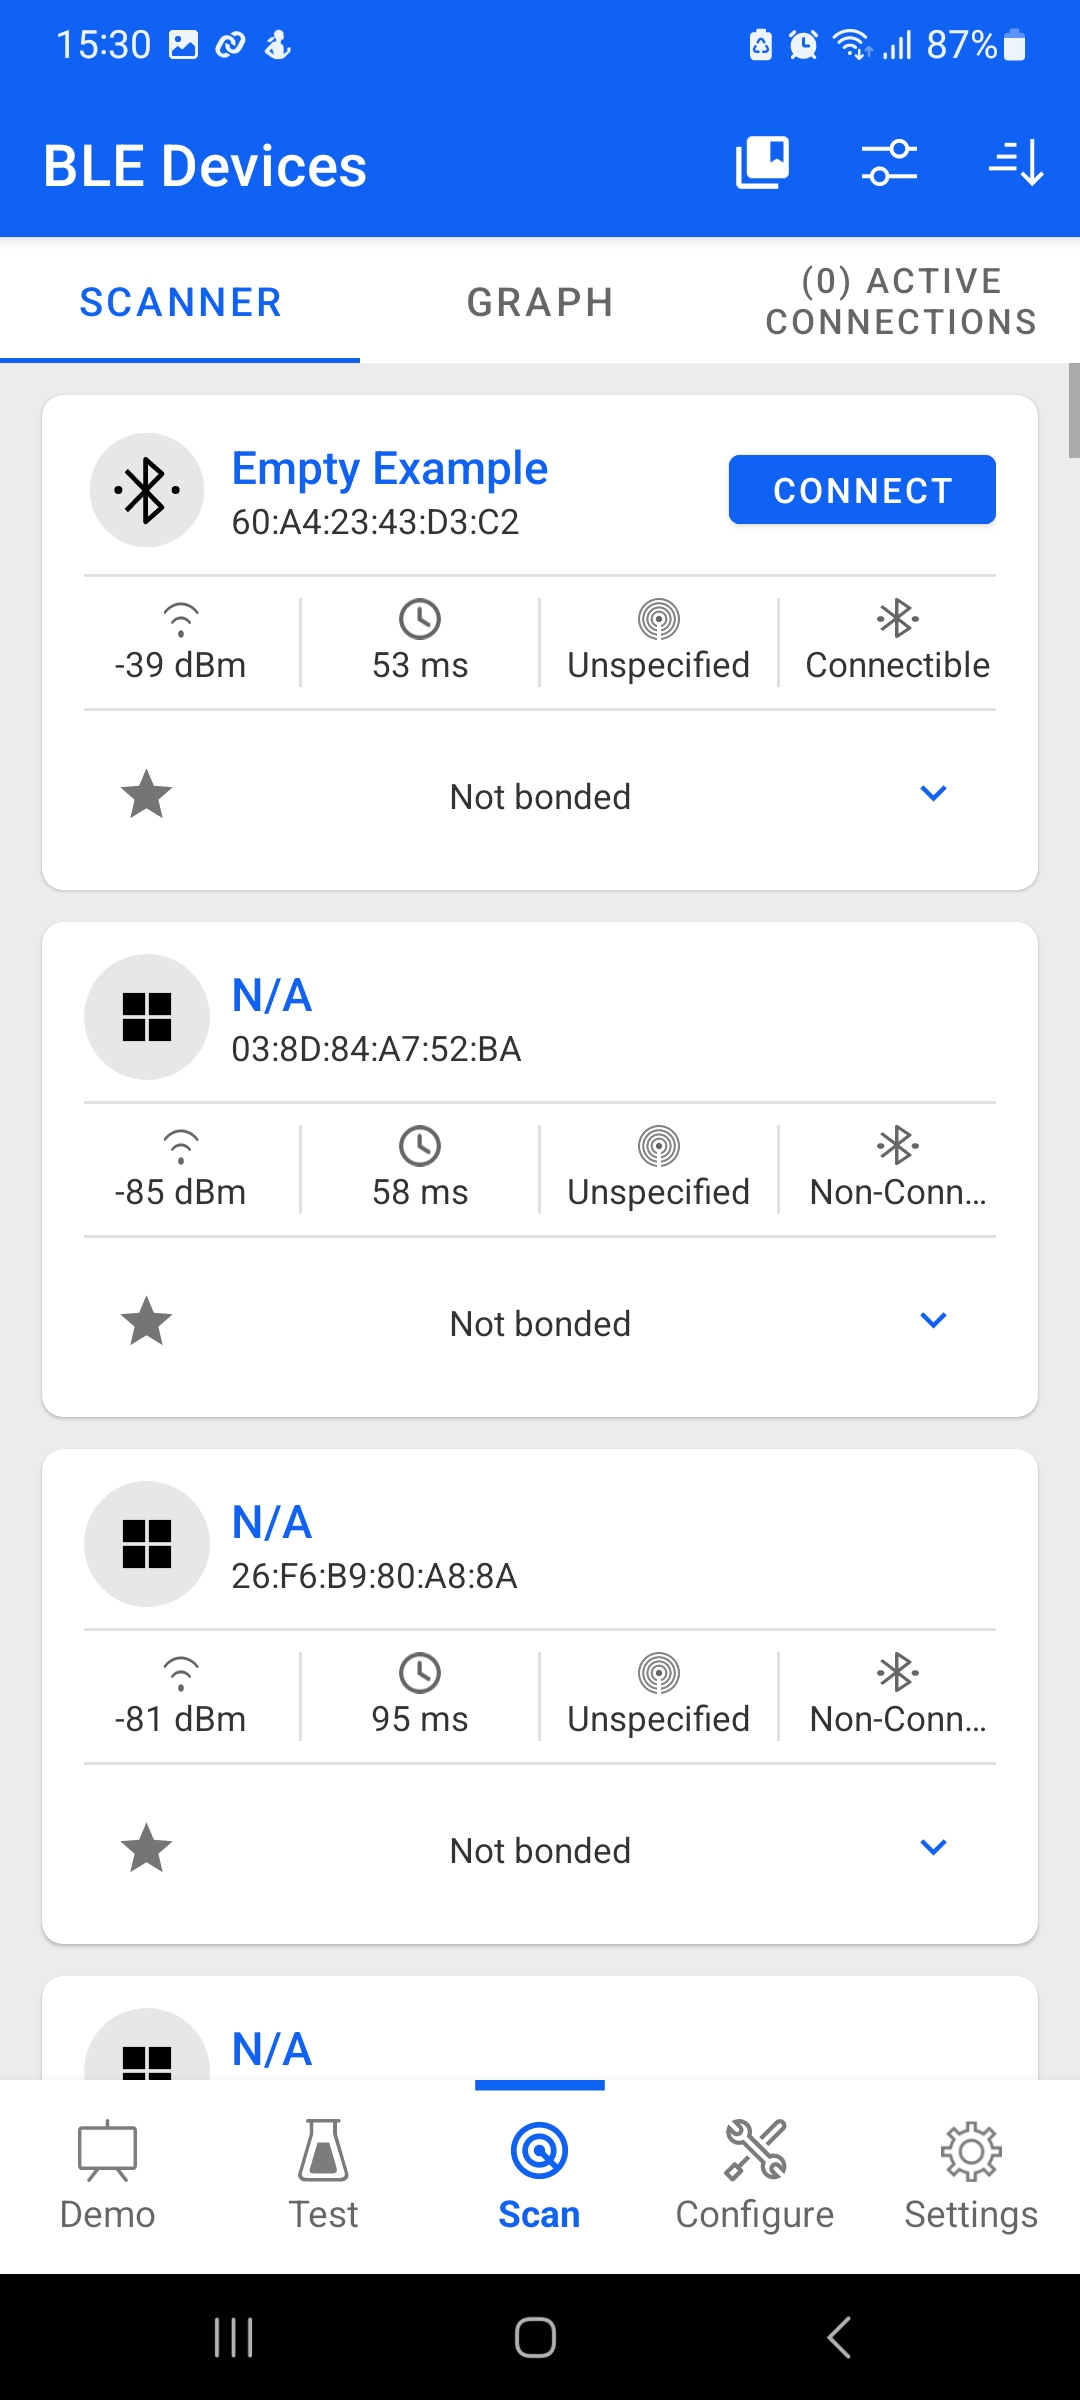 15:30
87%
BLE Devices
SCANNER
GRAPH
(0) ACTIVE
CONNECTIONS
Empty Example
60:A4:23:43:D3:C2
CONNECT
-39 dBm
53 ms
Unspecified
Connectible
Not bonded
N/A
03:8D:84:A7:52:BA
-85 dBm
58 ms
Unspecified
Non-Conn...
Not bonded
N/A
26:F6:B9:80:A8:8A
-81 dBm
95 ms
Unspecified
Non-Conn...
Not bonded
N/A
Demo
Test
Scan
Configure
Settings